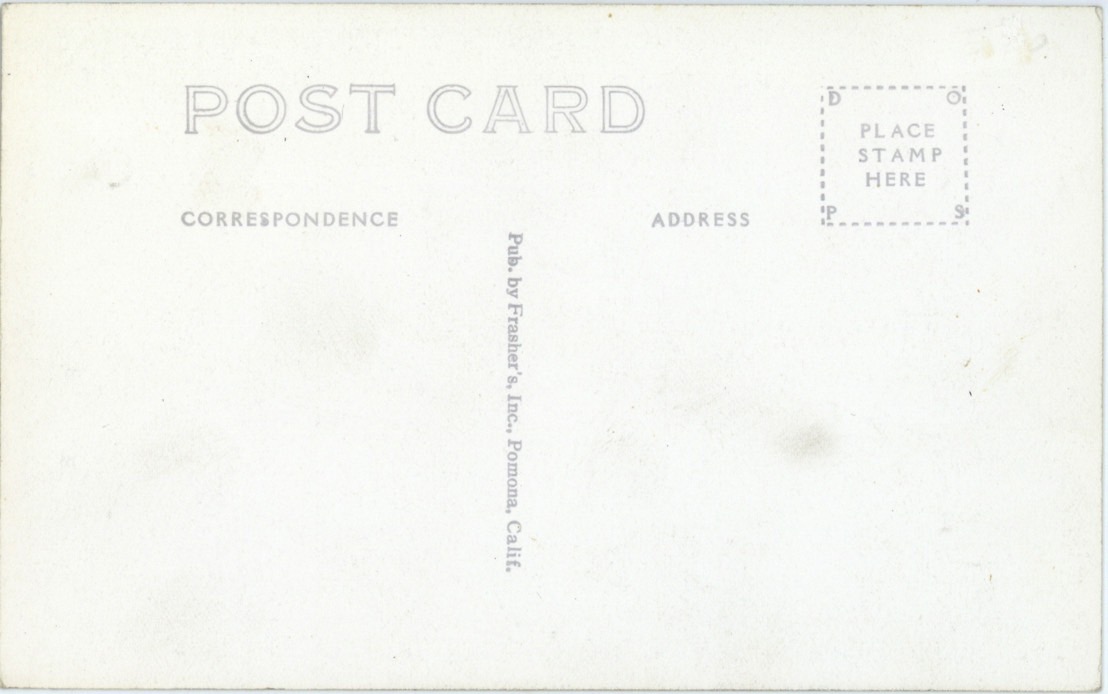 POST CARD
D O
PLACE
STAMP
HERE
P S
CORRESPONDENCE
ADDRESS
Pub. by Frasher's, Inc., Pomona, Calif.